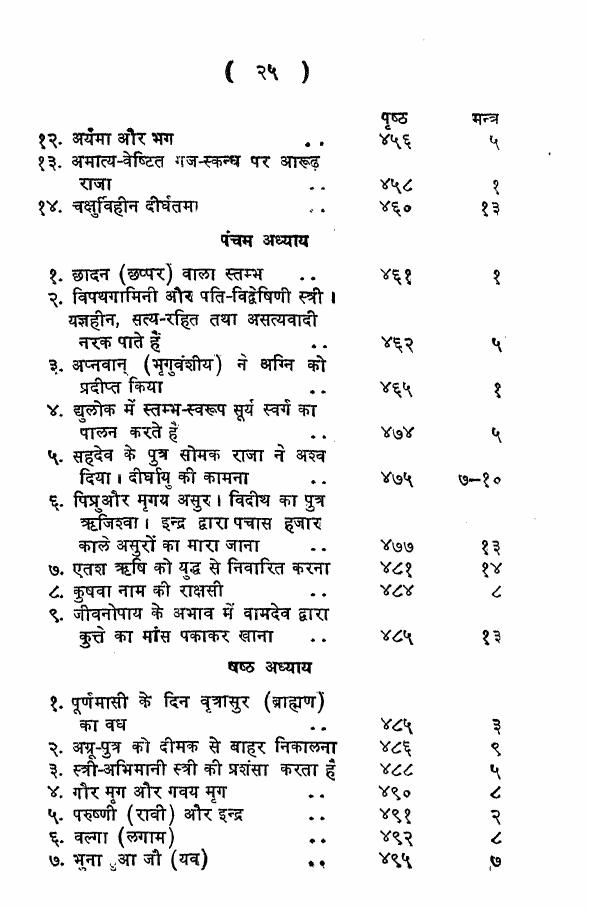 ( २५ )
पृष्ठ मन्त्र
१२. अर्यमा और भग .. ४५६ ५
१३. अमात्य-वेष्टित गज-स्कन्ध पर आरूढ़
राजा .. ४५८ १
१४. चक्षुविहीन दीर्घतमा .. ४६० १३
पंचम अध्याय
१. छादन (छप्पर) वाला स्तम्भ .. ४६१ १
२. विपथगामिनी और पति-विद्वेषिणी स्त्री ।
यज्ञहीन, सत्य-रहित तथा असत्यवादी
नरक पाते हैं .. ४६२ ५
३. अप्नवान् (भृगुवंशीय) ने अग्नि को
प्रदीप्त किया .. ४६५ १
४. द्युलोक में स्तम्भ-स्वरूप सूर्य स्वर्ग का
पालन करते हैं .. ४७४ ५
५. सहदेव के पुत्र सोमक राजा ने अश्व
दिया । दीर्घायु की कामना .. ४७५ ७-१०
६. पिप्रु और मृगय असुर । विदीथ का पुत्र
ऋजिश्वा । इन्द्र द्वारा पचास हजार
काले असुरों का मारा जाना .. ४७७ १३
७. एतश ऋषि को युद्ध से निवारित करना ४८१ १४
८. कुषवा नाम की राक्षसी .. ४८४ ८
९. जीवनोपाय के अभाव में वामदेव द्वारा
कुत्ते का मांस पकाकर खाना .. ४८५ १३
षष्ठ अध्याय
१. पूर्णमासी के दिन वृत्रासुर (ब्राह्मण)
का वध .. ४८५ ३
२. अग्रू-पुत्र को दीमक से बाहर निकालना ४८६ ९
३. स्त्री-अभिमानी स्त्री की प्रशंसा करता है ४८८ ५
४. गौर मृग और गवय मृग .. ४९० ८
५. परुष्णी (रावी) और इन्द्र .. ४९१ २
६. वल्गा (लगाम) .. ४९२ ८
७. भुना आ जौ (यव) .. ४९५ ७